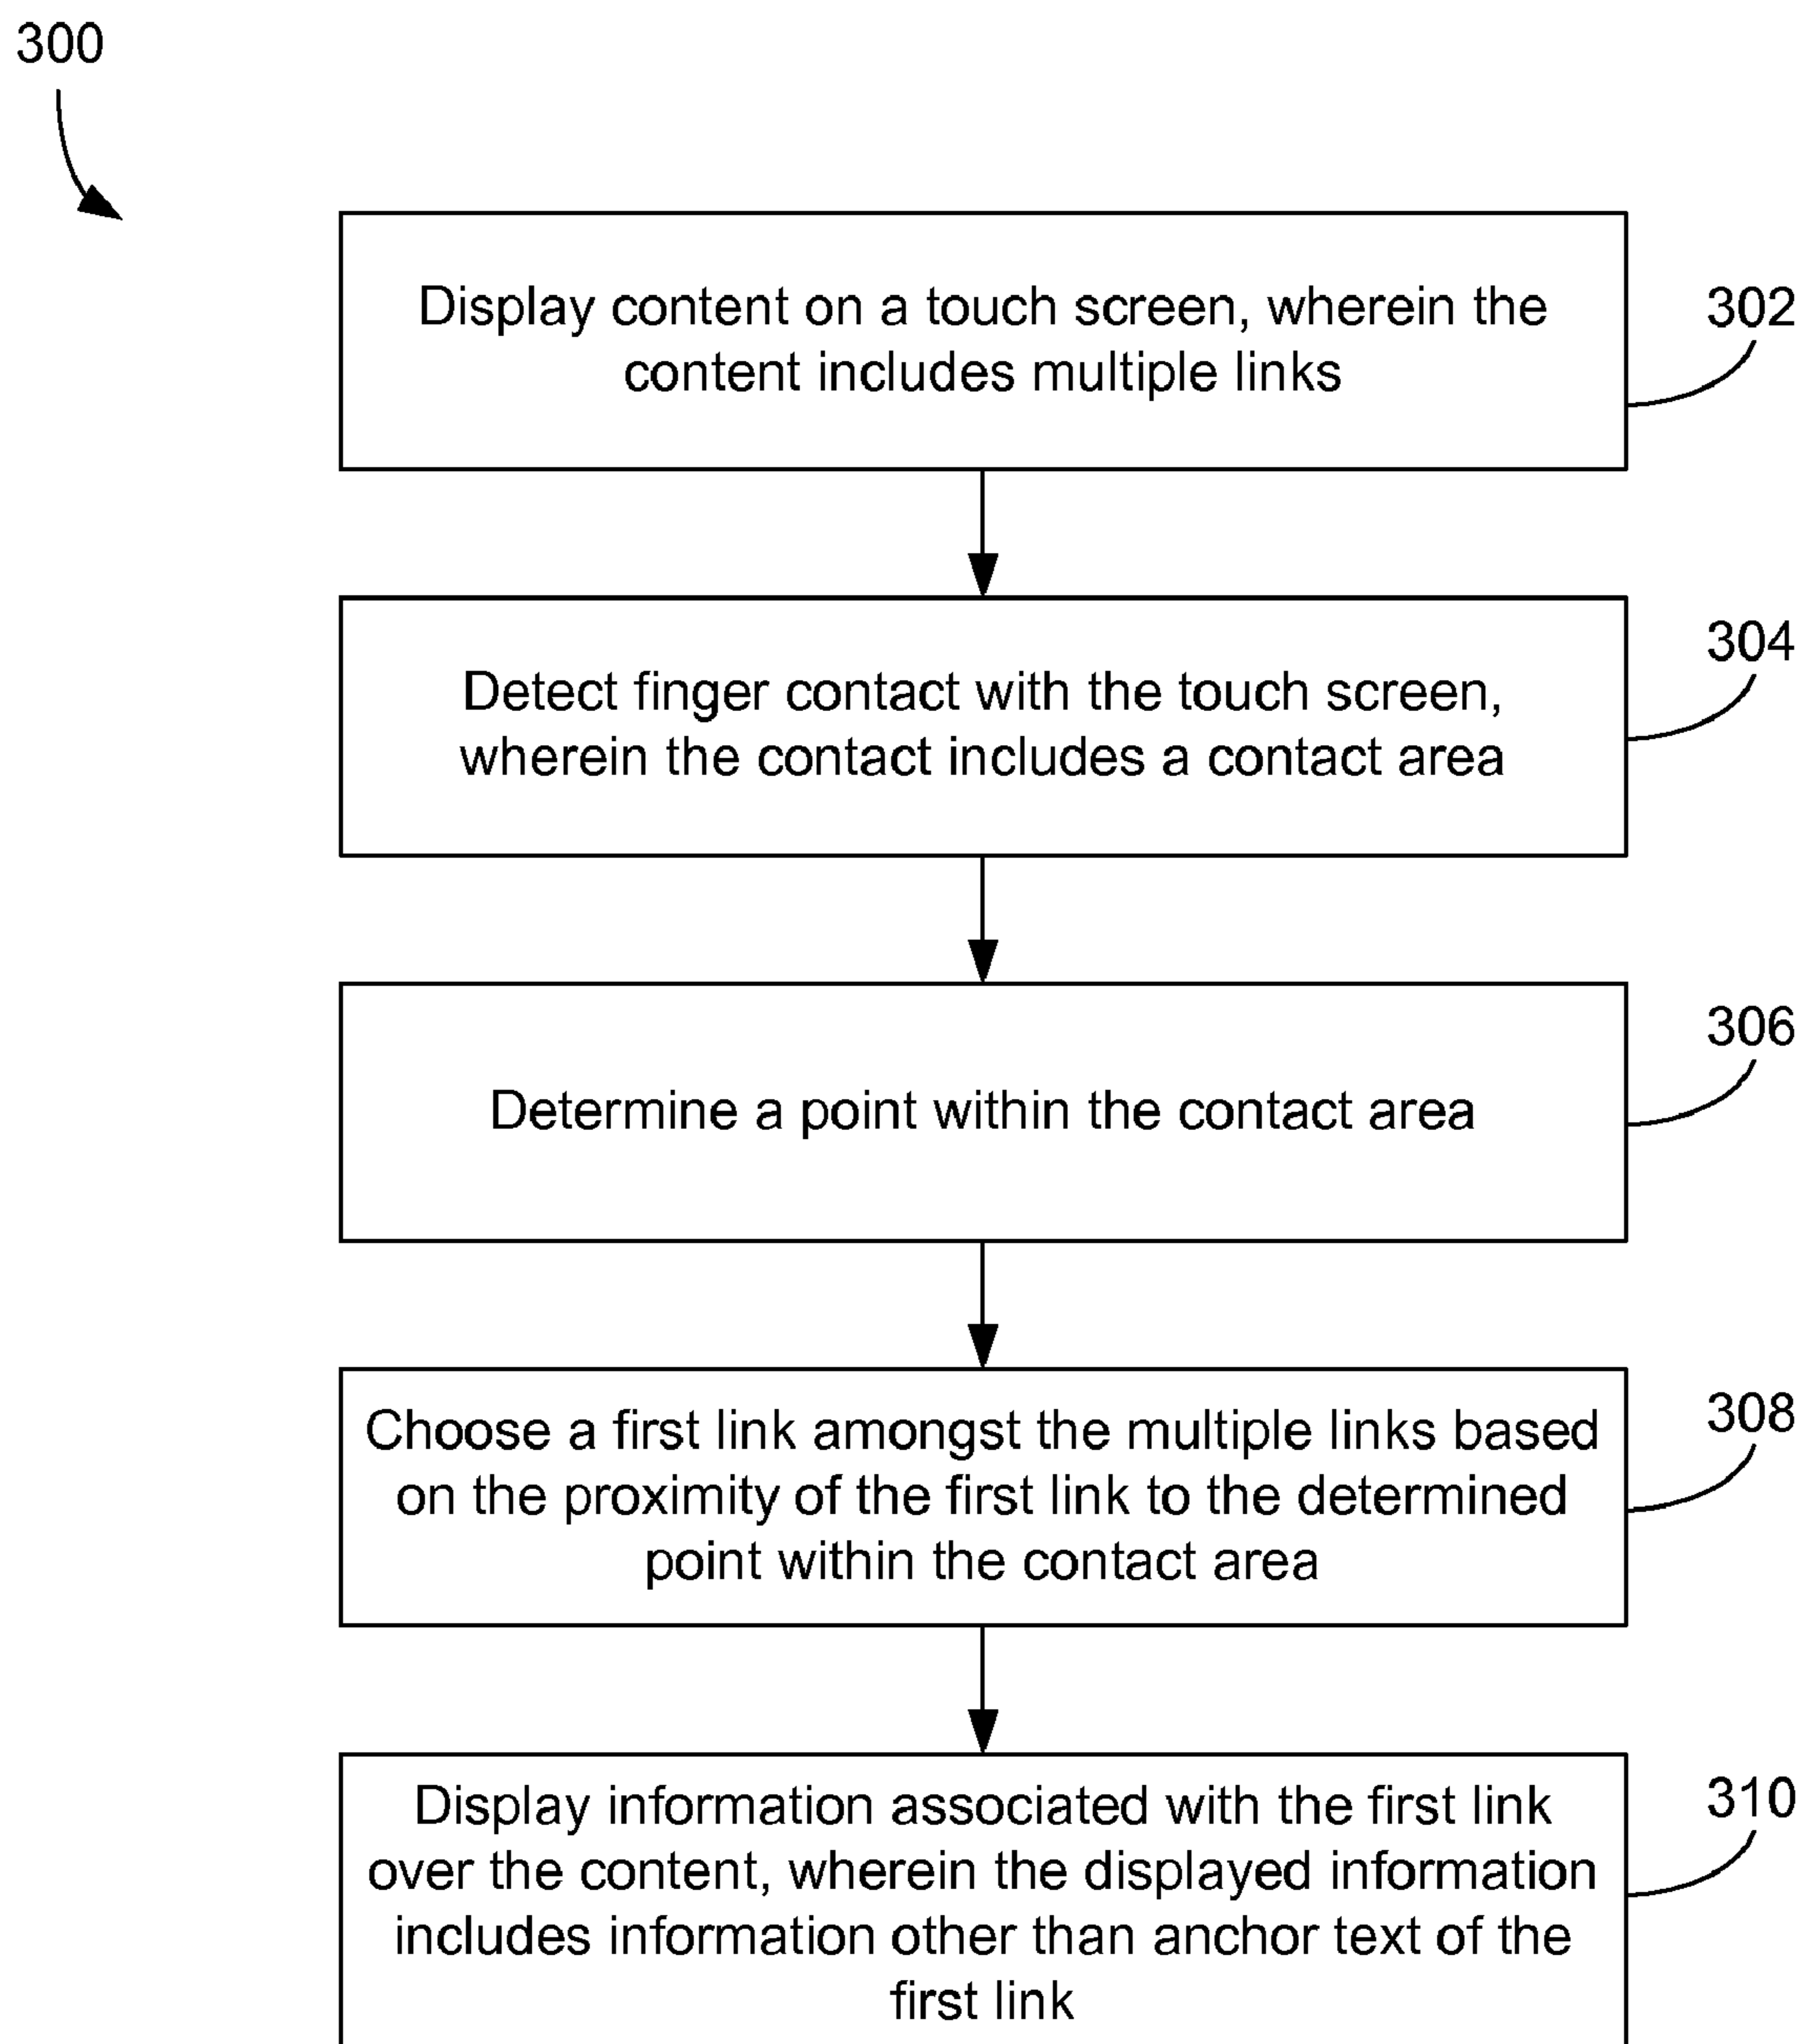 300
Display content on a touch screen, wherein the
content includes multiple links
302
Detect finger contact with the touch screen,
wherein the contact includes a contact area
304
Determine a point within the contact area
306
Choose a first link amongst the multiple links based
on the proximity of the first link to the determined
point within the contact area
308
Display information associated with the first link
over the content, wherein the displayed information
includes information other than anchor text of the
first link
310